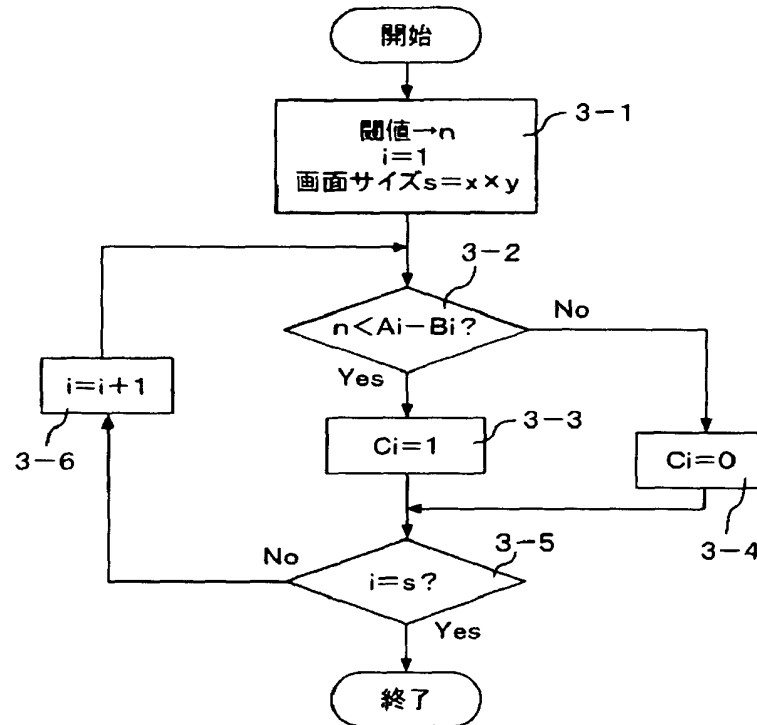 開始
閾値→n
i=1
画面サイズs=x×y
3-1
3-2
n<Ai-Bi?
No
Yes
i=i+1
3-6
Ci=1
3-3
Ci=0
3-4
3-5
No
i=s?
Yes
終了